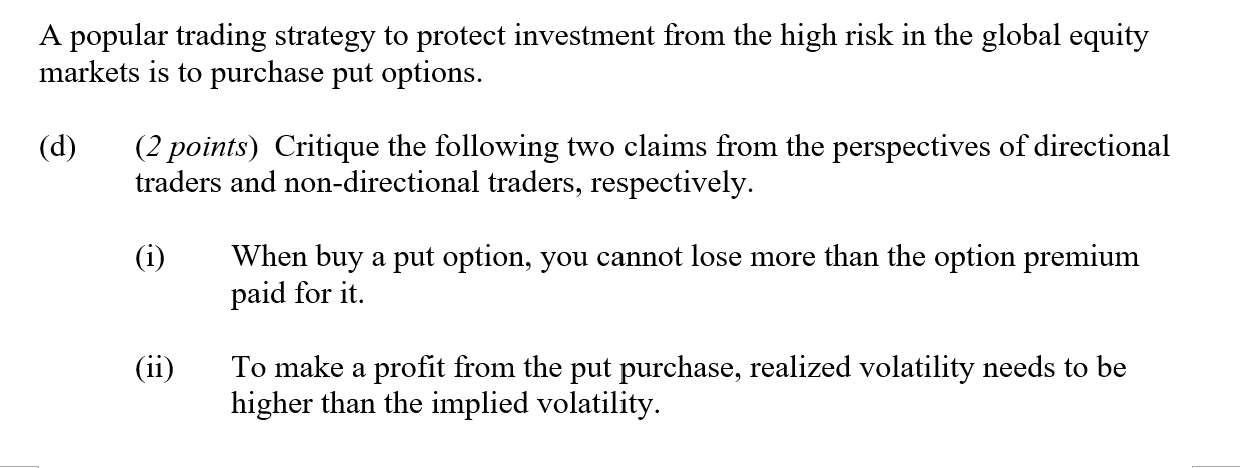 A popular trading strategy to protect investment from the high risk in the global equity
markets is to purchase put options.
(d) (2 points) Critique the following two claims from the perspectives of directional
traders and non-directional traders, respectively.
(i) When buy a put option, you cannot lose more than the option premium
paid for it.
(ii) To make a profit from the put purchase, realized volatility needs to be
higher than the implied volatility.